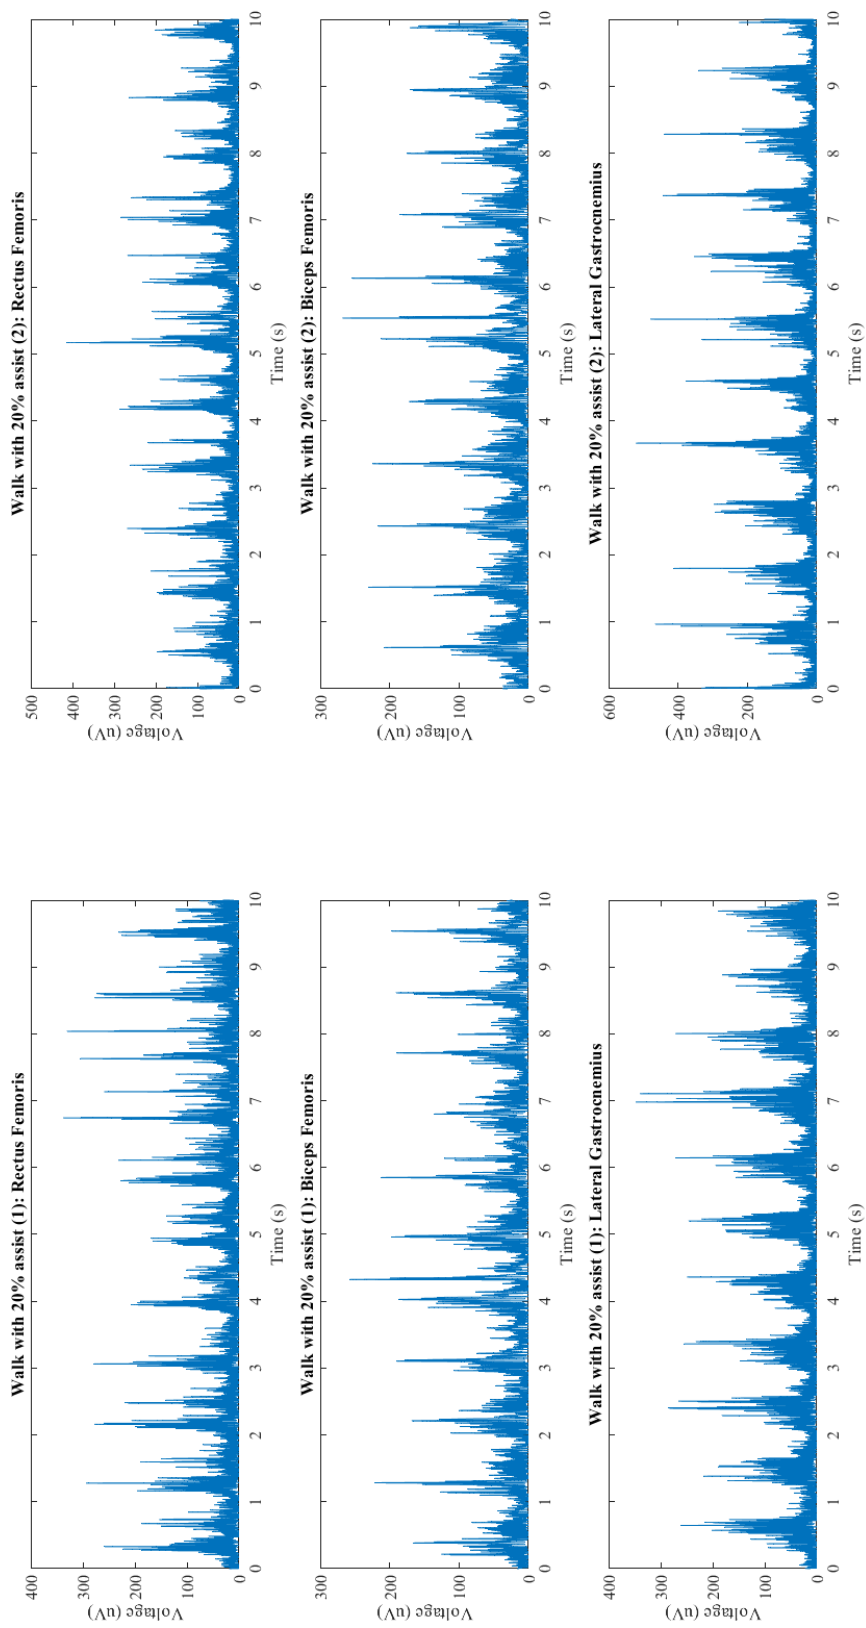 Walk with 20% assist (1): Rectus Femoris
Voltage (uV)
400
300
200
100
0
0 1 2 3 4 5 6 7 8 9 10
Time (s)
Walk with 20% assist (1): Biceps Femoris
Voltage (uV)
300
200
100
0
0 1 2 3 4 5 6 7 8 9 10
Time (s)
Walk with 20% assist (1): Lateral Gastrocnemius
Voltage (uV)
400
300
200
100
0
0 1 2 3 4 5 6 7 8 9 10
Time (s)
Walk with 20% assist (2): Rectus Femoris
Voltage (uV)
500
400
300
200
100
0
0 1 2 3 4 5 6 7 8 9 10
Time (s)
Walk with 20% assist (2): Biceps Femoris
Voltage (uV)
300
200
100
0
0 1 2 3 4 5 6 7 8 9 10
Time (s)
Walk with 20% assist (2): Lateral Gastrocnemius
Voltage (uV)
600
400
200
0
0 1 2 3 4 5 6 7 8 9 10
Time (s)